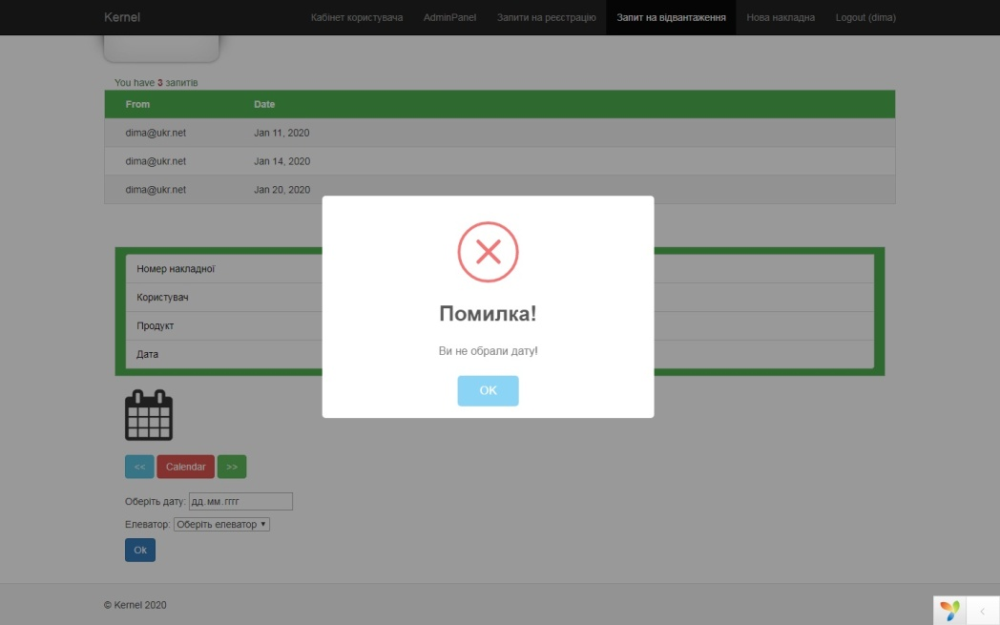 Kernel Кабінет користувача AdminPanel Запити на реєстрацію Запит на відвантаження Нова накладна Logout (dima)
You have 3 запитів
From Date
dima@ukr.net Jan 11, 2020
dima@ukr.net Jan 14, 2020
dima@ukr.net Jan 20, 2020
Номер накладної
Користувач
Продукт
Дата
Помилка!
Ви не обрали дату!
OK
<< Calendar >>
Оберіть дату: дд.мм.гггг
Елеватор: Оберіть елеватор
Ok
© Kernel 2020